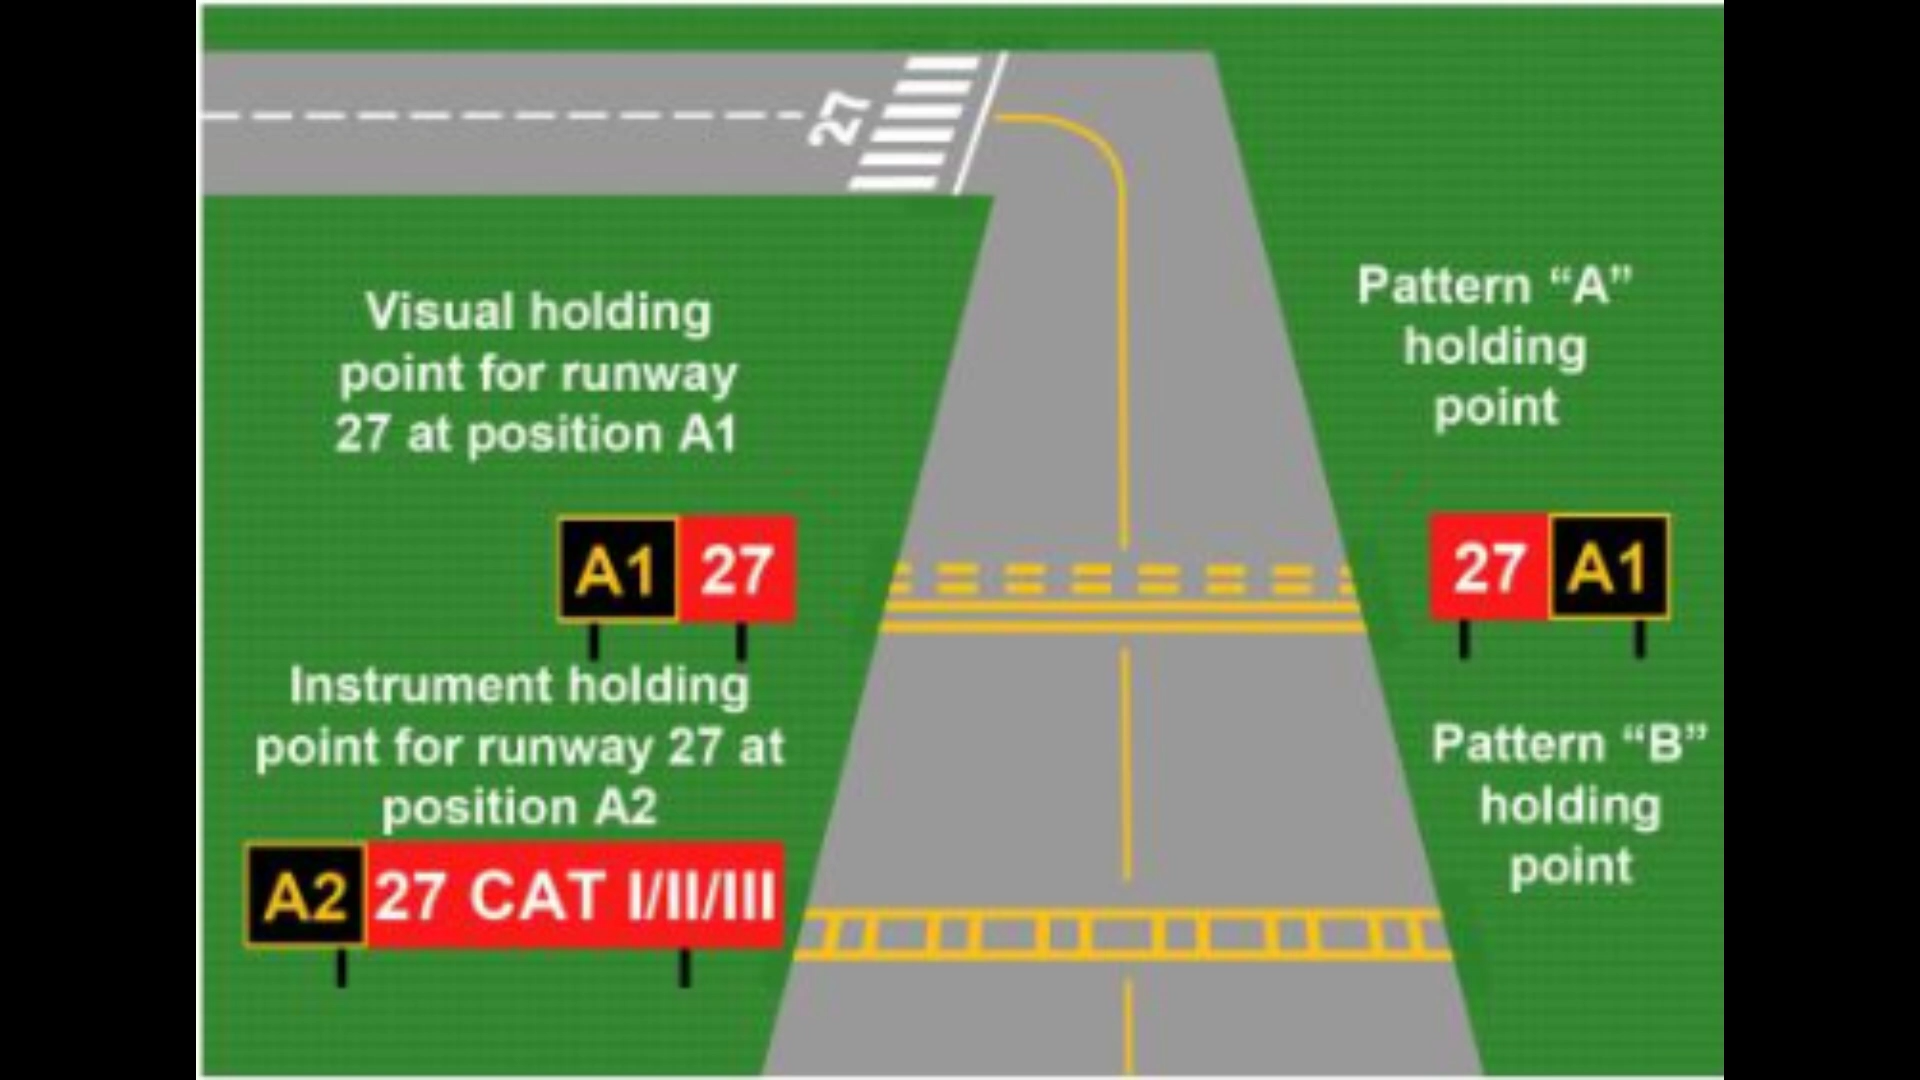 27
Visual holding
point for runway
27 at position A1
Pattern “A”
holding
point
A1 27
27 A1
Instrument holding
point for runway 27 at
position A2
Pattern “B”
holding
point
A2 27 CAT I/II/III